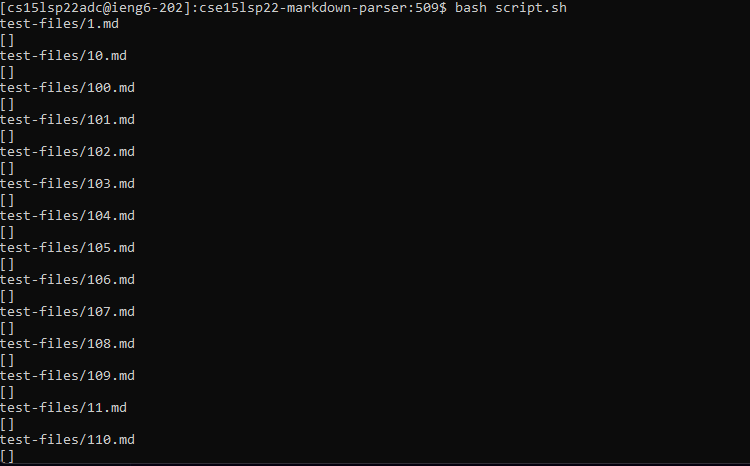 [cs15lsp22adc@ieng6-202]:cse15lsp22-markdown-parser:509$ bash script.sh
test-files/1.md
[]
test-files/10.md
[]
test-files/100.md
[]
test-files/101.md
[]
test-files/102.md
[]
test-files/103.md
[]
test-files/104.md
[]
test-files/105.md
[]
test-files/106.md
[]
test-files/107.md
[]
test-files/108.md
[]
test-files/109.md
[]
test-files/11.md
[]
test-files/110.md
[]